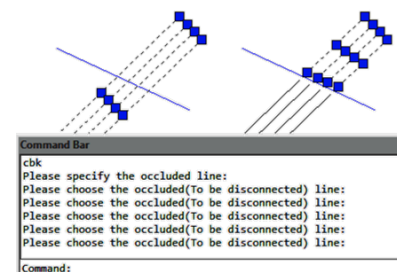 Command Bar
cbk
Please specify the occluded line:
Please choose the occluded(To be disconnected) line:
Please choose the occluded(To be disconnected) line:
Please choose the occluded(To be disconnected) line:
Please choose the occluded(To be disconnected) line:
Please choose the occluded(To be disconnected) line:
Command: